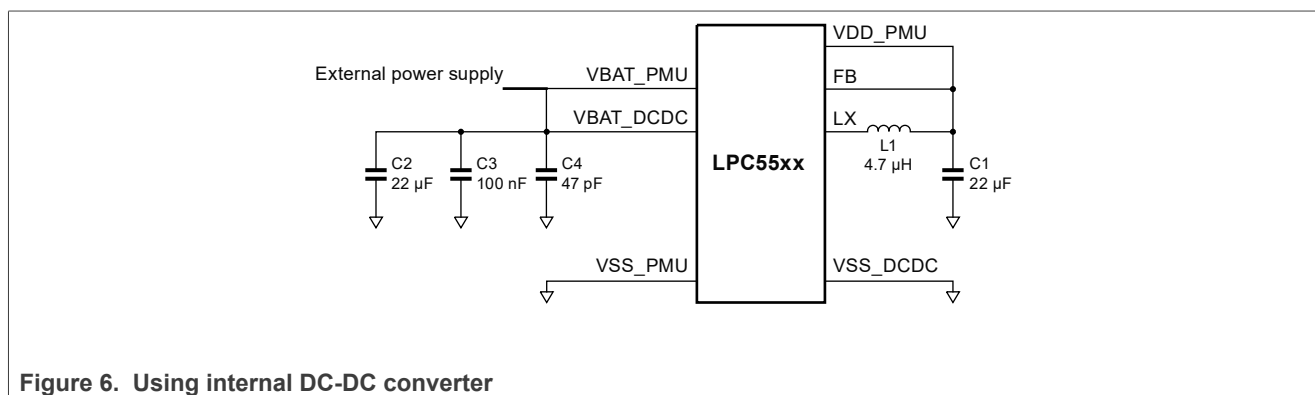 VDD_PMU
External power supply
VBAT_PMU
FB
VBAT_DCDC
LX
LPC55xx
L1
4.7 µH
C2
22 µF
C3
100 nF
C4
47 pF
C1
22 µF
VSS_PMU
VSS_DCDC
Figure 6. Using internal DC-DC converter